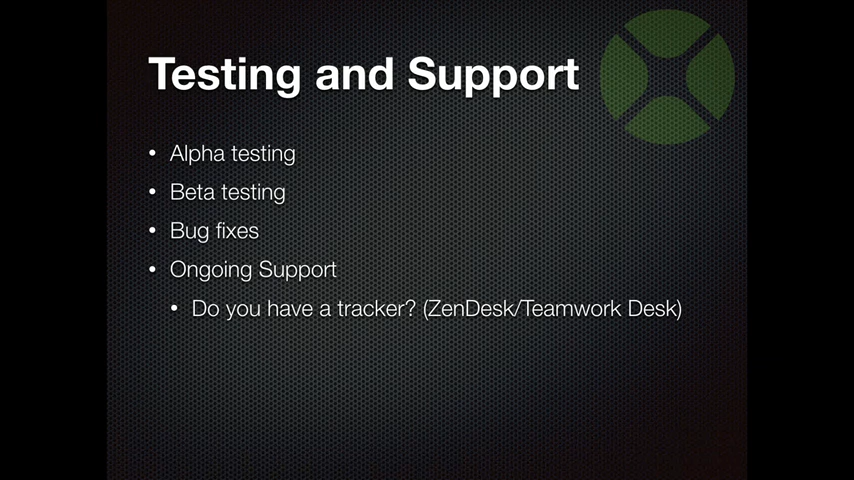 Testing and Support
• Alpha testing
• Beta testing
• Bug fixes
• Ongoing Support
• Do you have a tracker? (ZenDesk/Teamwork Desk)